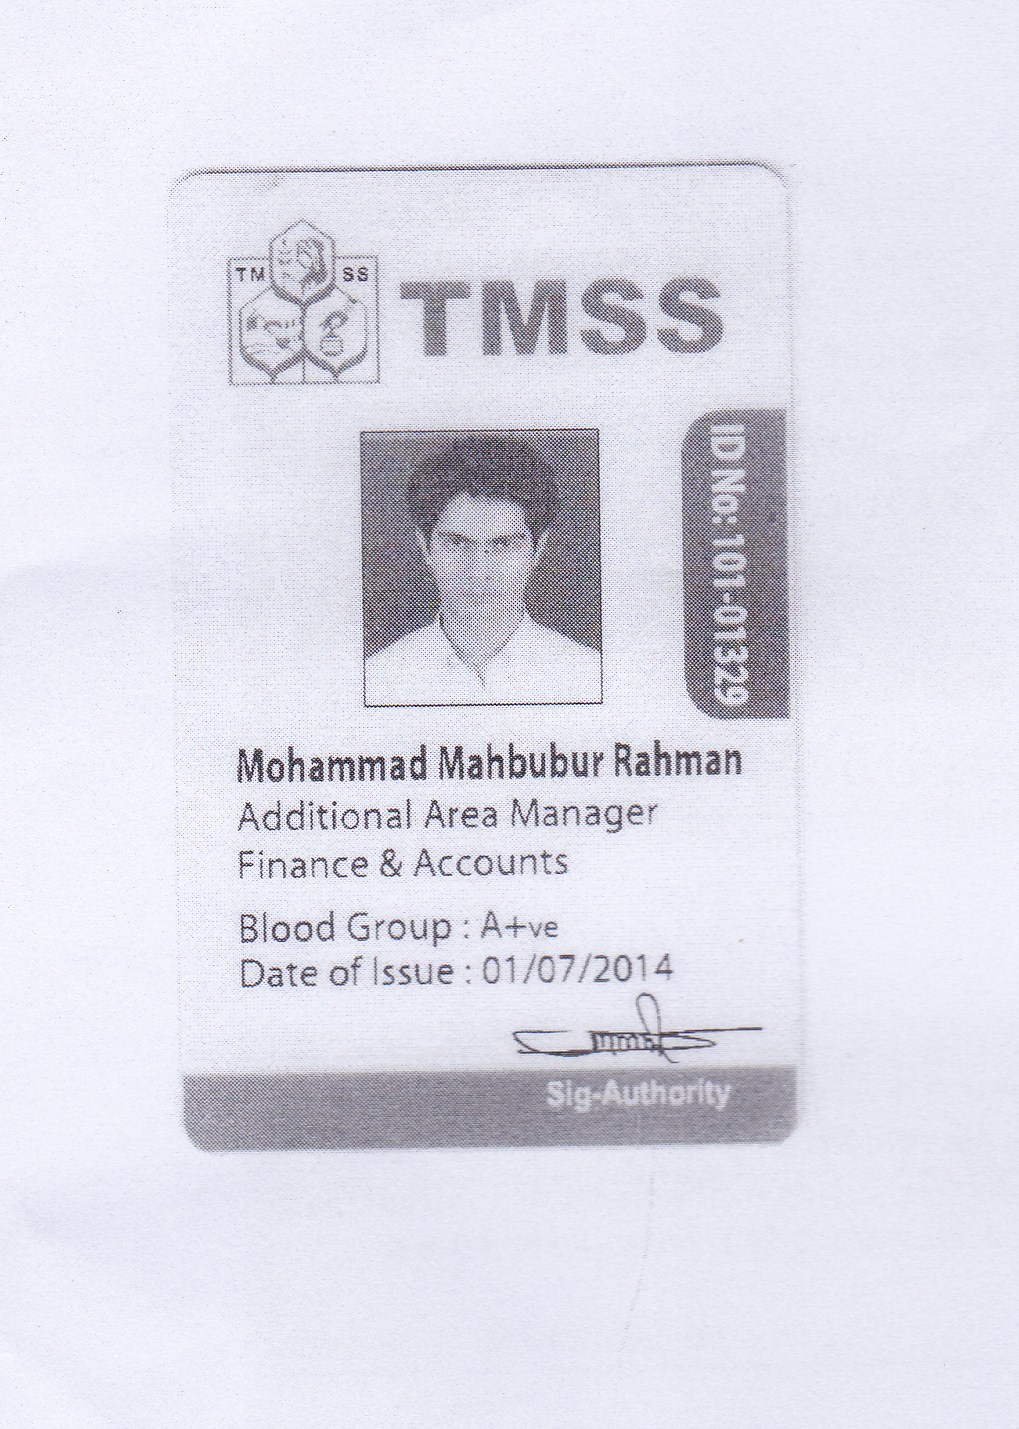 TM SS
TMSS
ID No: 101-01329
Mohammad Mahbubur Rahman
Additional Area Manager
Finance & Accounts
Blood Group : A+ve
Date of Issue : 01/07/2014
Sig-Authority